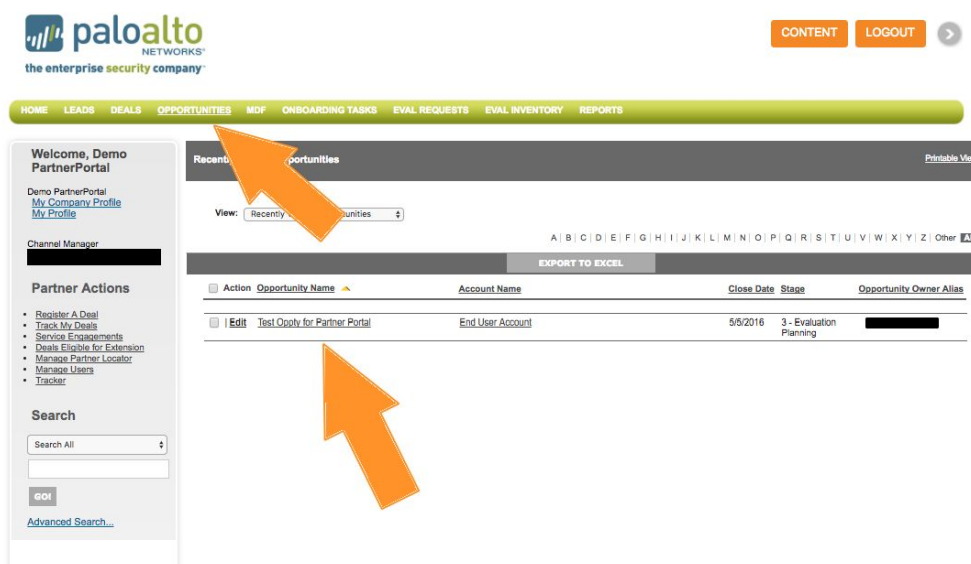 paloalto
NETWORKS
the enterprise security company
CONTENT
LOGOUT
HOME LEADS DEALS OPPORTUNITIES MDF ONBOARDING TASKS EVAL REQUESTS EVAL INVENTORY REPORTS
Welcome, Demo
PartnerPortal
Demo PartnerPortal
My Company Profile
My Profile
Channel Manager
Partner Actions
• Register A Deal
• Track My Deals
• Service Engagements
• Deals Eligible for Extension
• Manage Partner Locator
• Manage Users
• Tracker
Search
Search All
GO!
Advanced Search...
Printable
View: Recently
A | B | C | D | E | F | G | H | I | J | K | L | M | N | O | P | Q | R | S | T | U | V | W | X | Y | Z | Other
EXPORT TO EXCEL
Action Opportunity Name Account Name Close Date Stage Opportunity Owner Alias
| Edit Test Oppty for Partner Portal End User Account 5/5/2016 3 - Evaluation
Planning